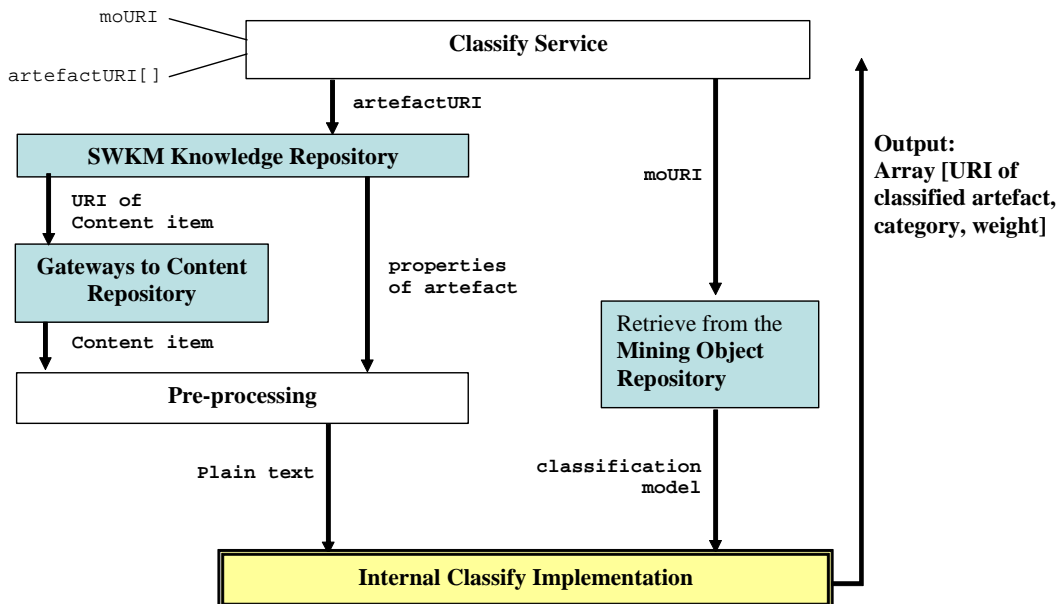 moURI
Classify Service
artefactURI[]
artefactURI
SWKM Knowledge Repository
Output:
Array [URI of
classified artefact,
category, weight]
moURI
URI of
Content item
Gateways to Content
Repository
properties
of artefact
Content item
Retrieve from the
Mining Object
Repository
Pre-processing
Plain text
classification
model
Internal Classify Implementation